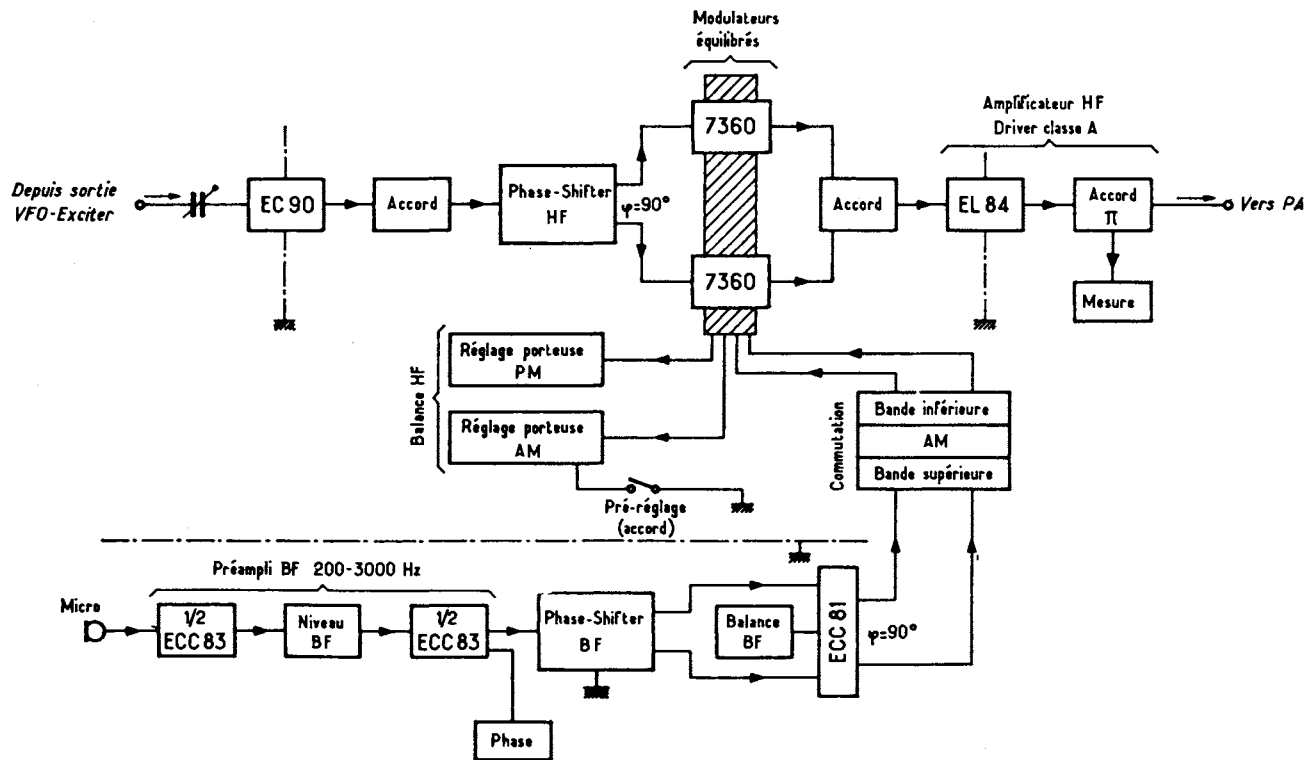 Modulateurs
équilibrés
Amplificateur HF
Driver classe A
Depuis sortie
VFO-Exciter
EC 90
Accord
Phase-Shifter
HF
φ=90°
7360
7360
Accord
EL 84
Accord
π
Vers PA
Mesure
Balance HF
Réglage porteuse
PM
Réglage porteuse
AM
Pré-réglage
(accord)
Commutation
Bande inférieure
AM
Bande supérieure
Préampli BF 200-3000 Hz
Micro
1/2
ECC 83
Niveau
BF
1/2
ECC 83
Phase
Phase-Shifter
BF
Balance
BF
ECC 81
φ=90°